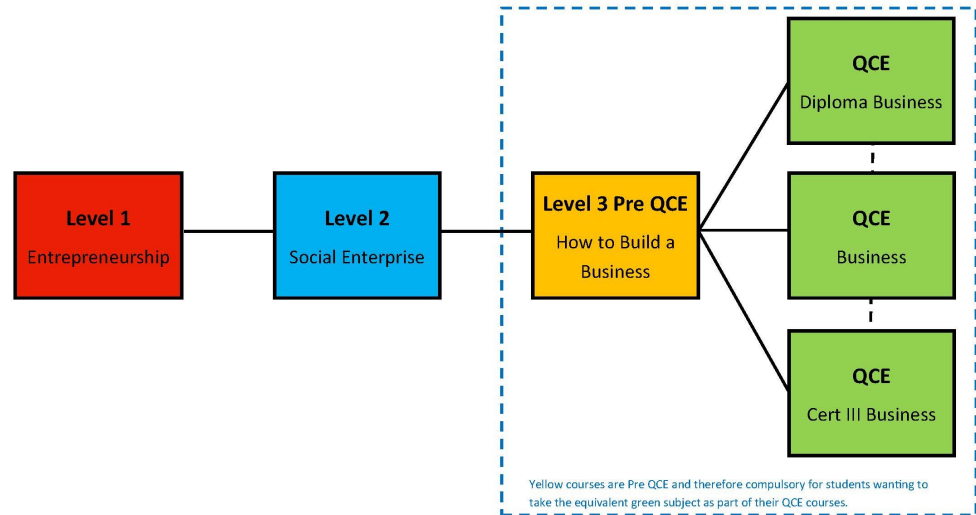 Level 1
Entrepreneurship
Level 2
Social Enterprise
Level 3 Pre QCE
How to Build a
Business
QCE
Diploma Business
QCE
Business
QCE
Cert III Business
Yellow courses are Pre QCE and therefore compulsory for students wanting to
take the equivalent green subject as part of their QCE courses.